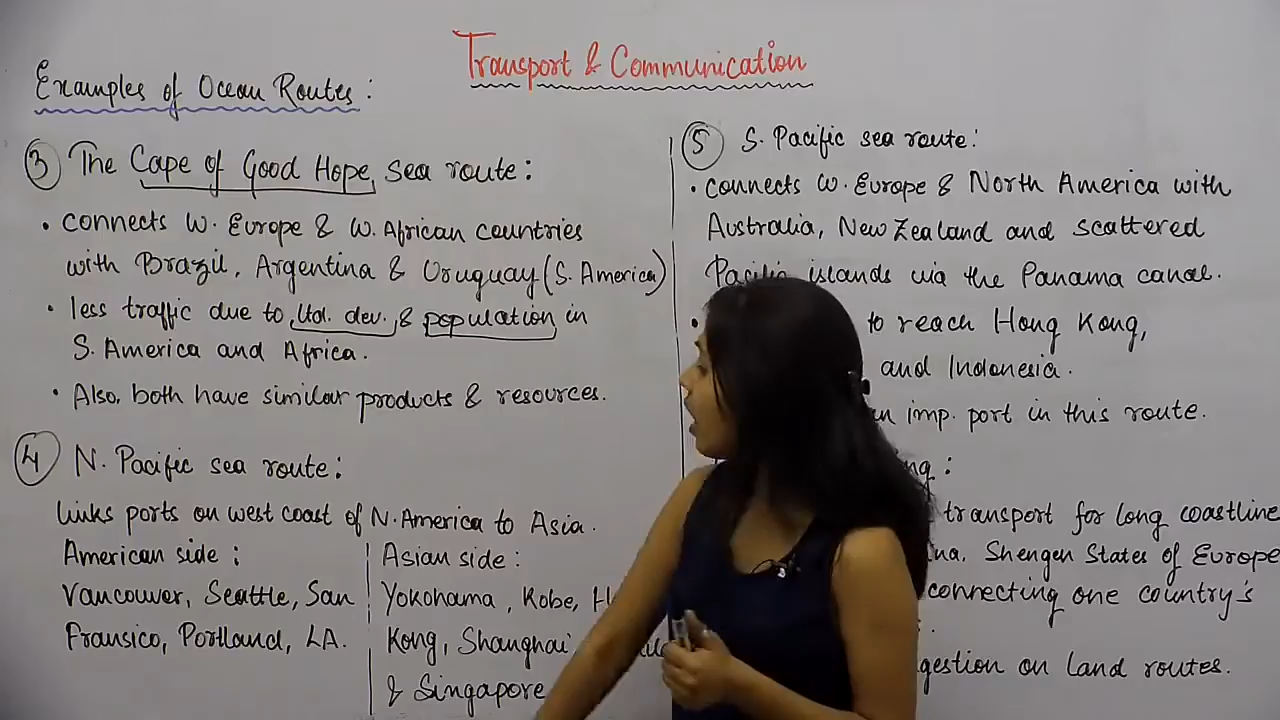 Transport & Communication
Examples of Ocean Routes:
3 The Cape of Good Hope sea route:
• connects W. Europe & W. African countries
with Brazil, Argentina & Uruguay (S. America)
• less traffic due to ltd. dev. & population in
S. America and Africa.
• Also, both have similar products & resources.
4 N. Pacific sea route:
links ports on west coast of N. America to Asia.
American side:
Vancouver, Seattle, San
Fransico, Portland, LA.
Asian side:
Yokohama, Kobe, H
Kong, Shanghai,
& Singapore
5 S. Pacific sea route:
• connects W. Europe & North America with
Australia, New Zealand and scattered
Pacific islands via the Panama canal.
• to reach Hong Kong,
and Indonesia.
imp. port in this route.
ng:
transport for long coastline
na. Shengen States of Europe
connecting one country's
gestion on land routes.